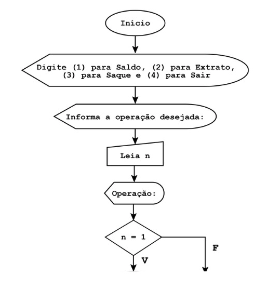 Inicio
Digite (1) para Saldo, (2) para Extrato,
(3) para Saque e (4) para Sair
Informa a operação desejada:
Leia n
Operação:
n = 1
V
F